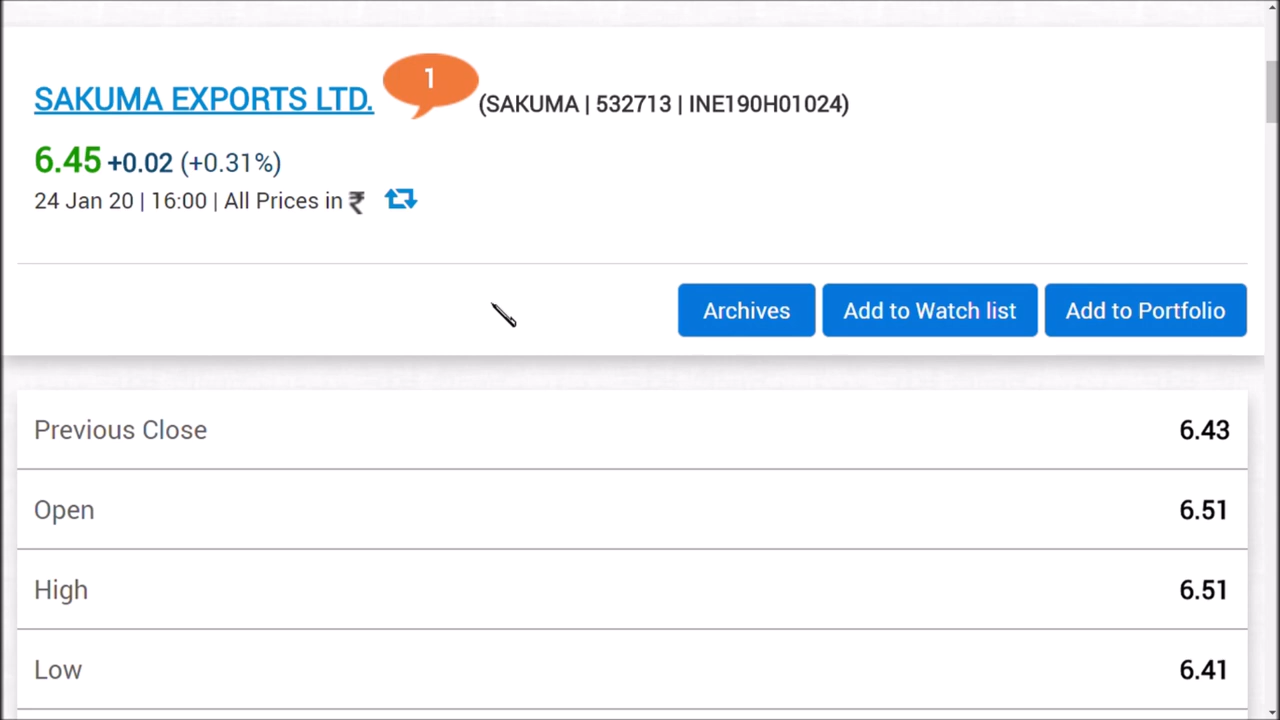 SAKUMA EXPORTS LTD. 1 (SAKUMA | 532713 | INE190H01024)
6.45 +0.02 (+0.31%)
24 Jan 20 | 16:00 | All Prices in ₹
Archives Add to Watch list Add to Portfolio
Previous Close 6.43
Open 6.51
High 6.51
Low 6.41